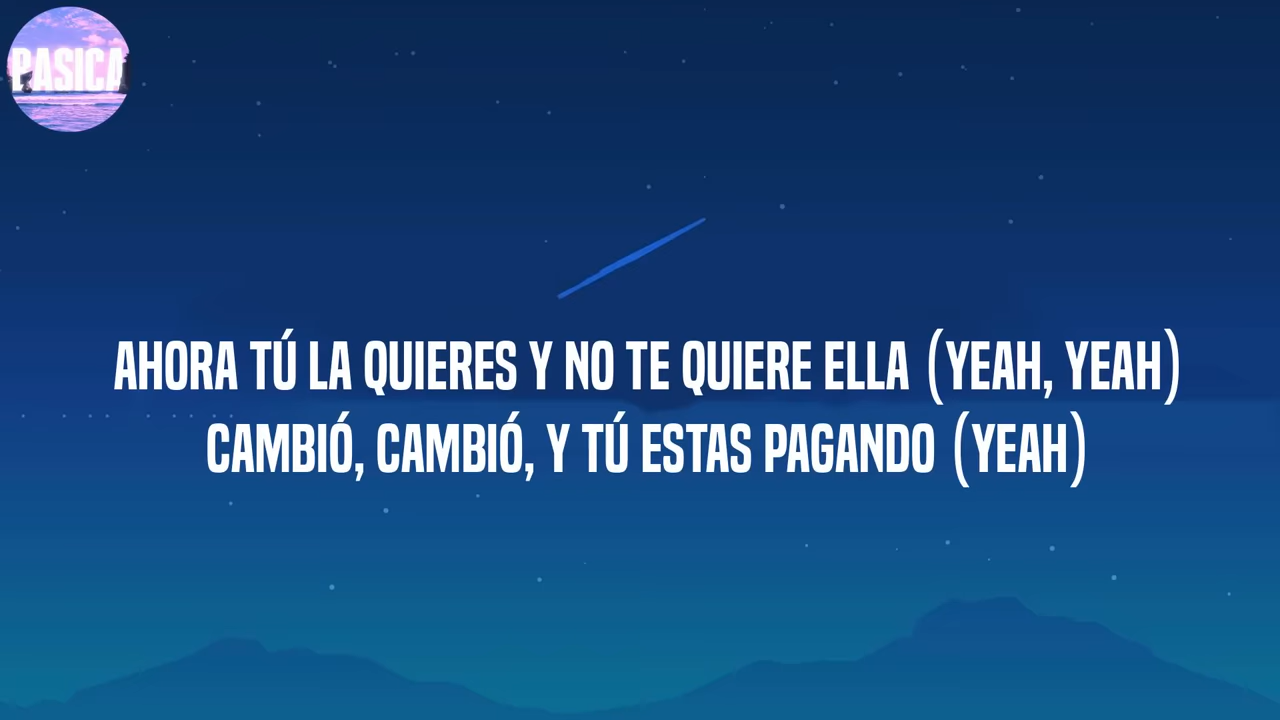 PASICA
AHORA TÚ LA QUIERES Y NO TE QUIERE ELLA (YEAH, YEAH)
CAMBIÓ, CAMBIÓ, Y TÚ ESTAS PAGANDO (YEAH)